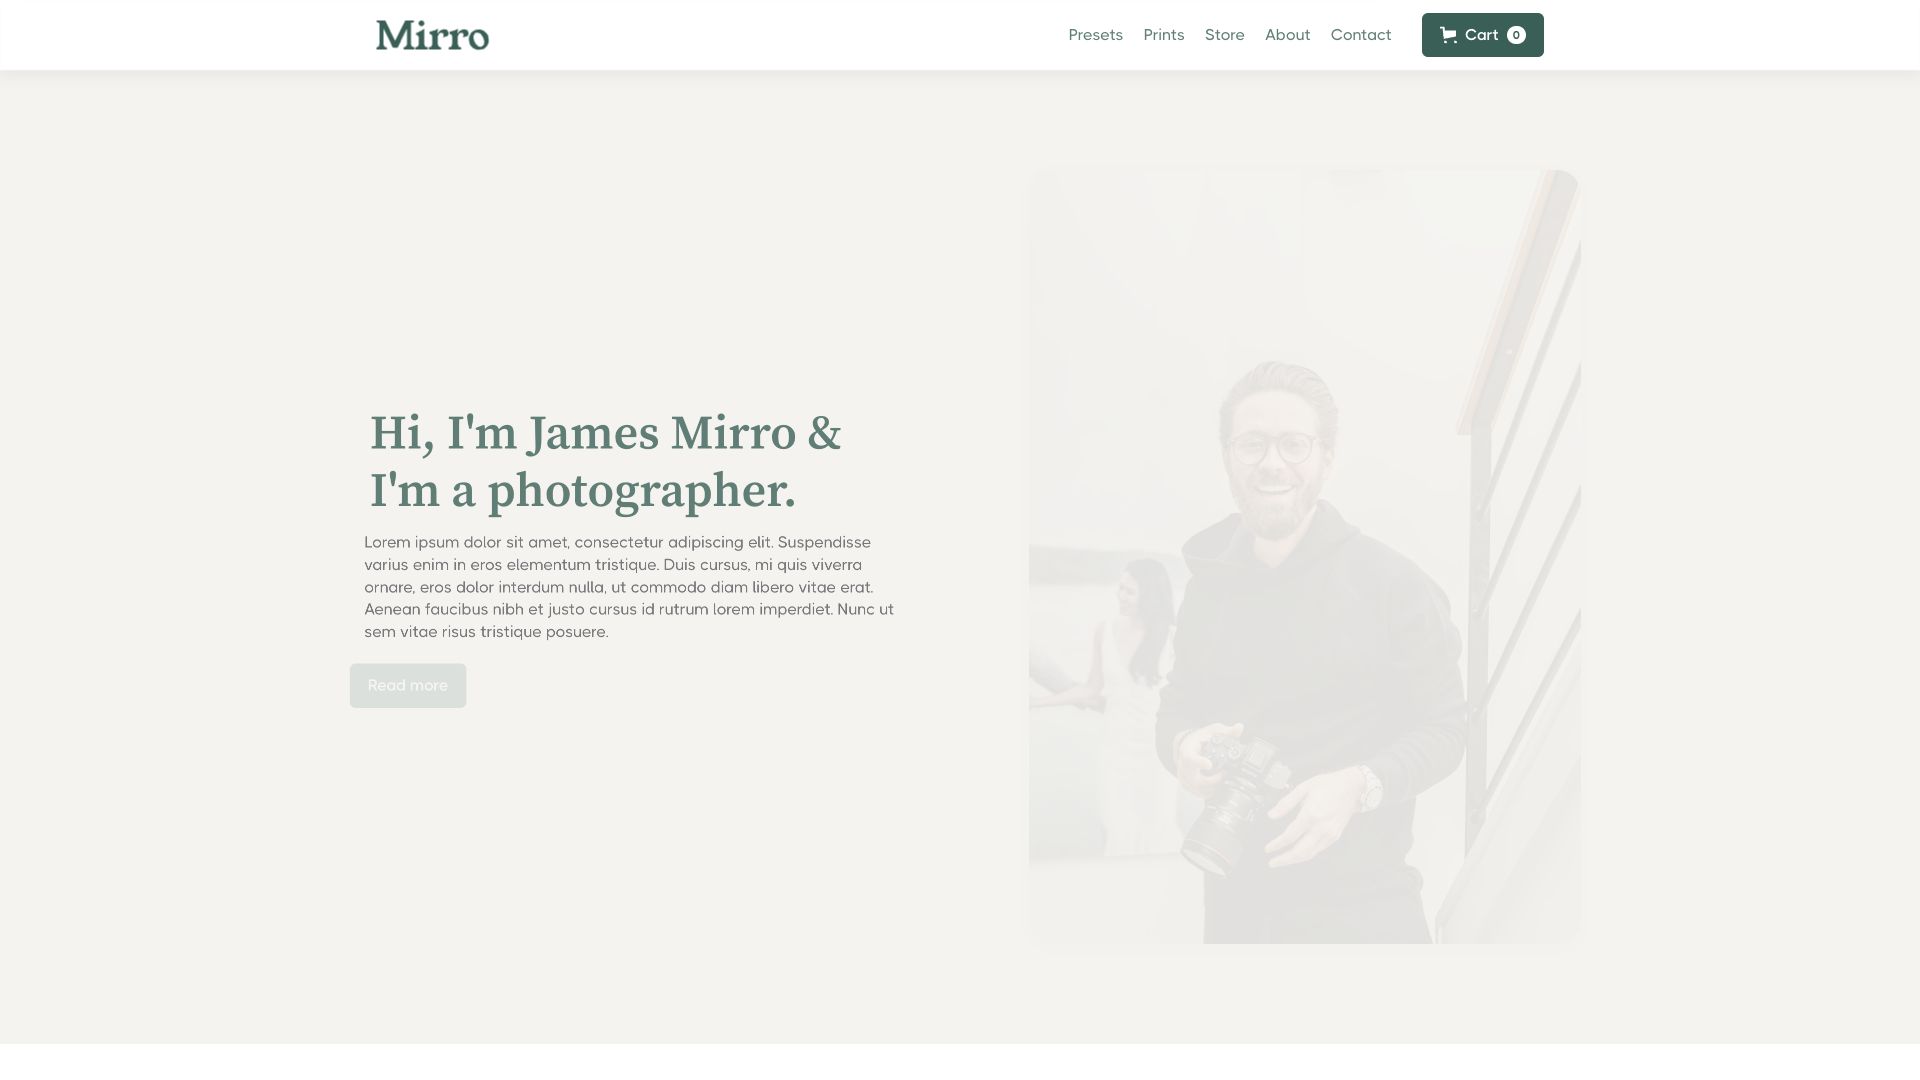 Mirro
Presets
Prints
Store
About
Contact
Cart
0
Hi, I'm James Mirro &
I'm a photographer.
Lorem ipsum dolor sit amet, consectetur adipiscing elit. Suspendisse
varius enim in eros elementum tristique. Duis cursus, mi quis viverra
ornare, eros dolor interdum nulla, ut commodo diam libero vitae erat.
Aenean faucibus nibh et justo cursus id rutrum lorem imperdiet. Nunc ut
sem vitae risus tristique posuere.
Read more